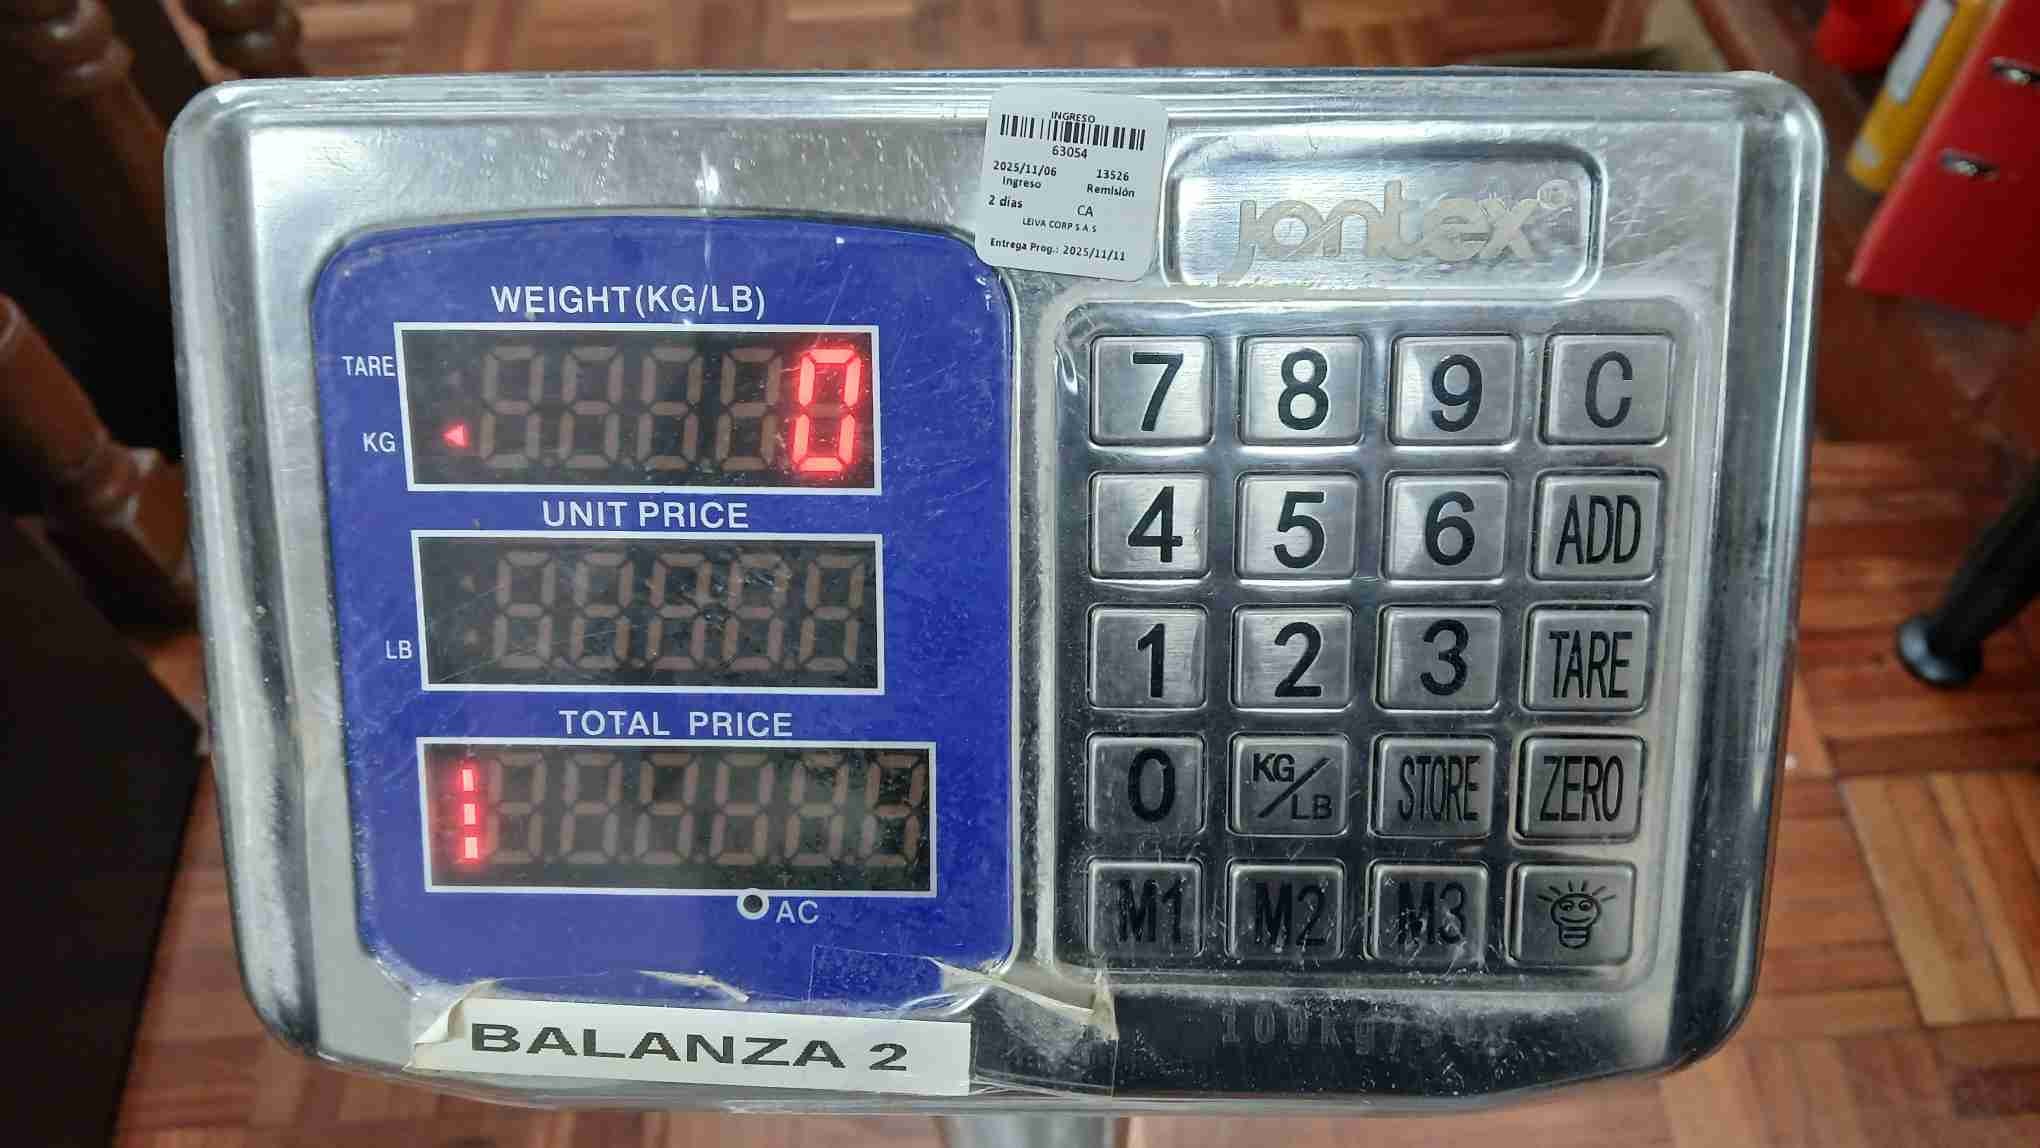 INGRESO
63054
2025/11/06 13526
Ingreso Remisión
2 días CA
LEIVA CORP S.A.S
Entrega Prog.: 2025/11/11
jontex®
WEIGHT(KG/LB)
TARE
KG
0
UNIT PRICE
LB
TOTAL PRICE
AC
7 8 9 C
4 5 6 ADD
1 2 3 TARE
0 KG/LB STORE ZERO
M1 M2 M3
BALANZA 2